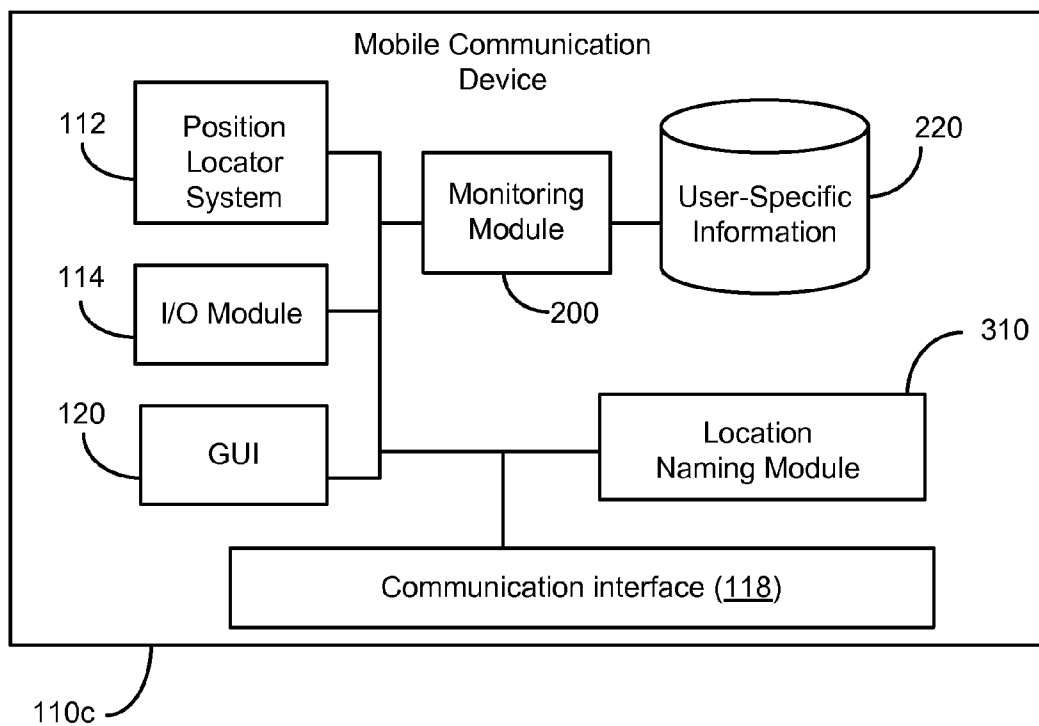 Mobile Communication
Device
112
Position
Locator
System
Monitoring
Module
200
User-Specific
Information
220
114
I/O Module
310
120
GUI
Location
Naming Module
Communication interface (118)
110c